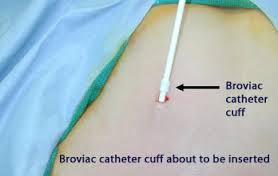 Broviac
catheter
cuff
Broviac catheter cuff about to be inserted